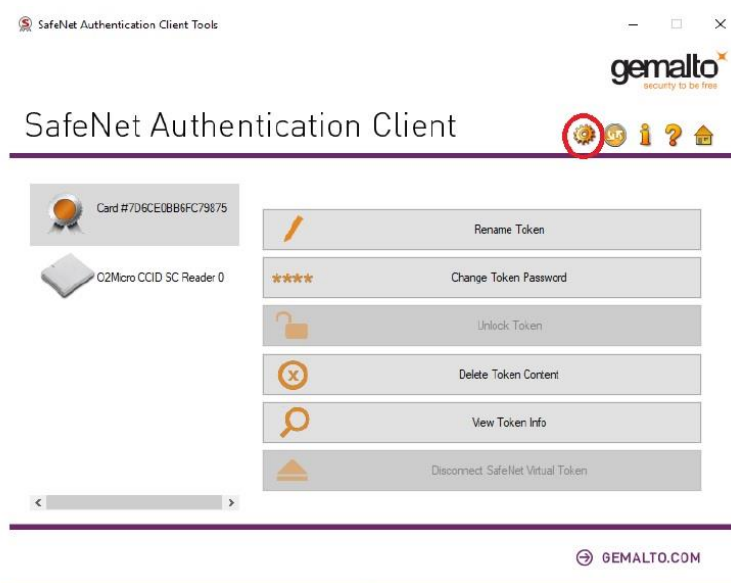 SafeNet Authentication Client Tools
gemalto
security to be free
SafeNet Authentication Client
Card #7D6CE0BB6FC79875
Rename Token
O2Micro CCID SC Reader 0
**** Change Token Password
Unlock Token
Delete Token Content
View Token Info
Disconnect SafeNet Virtual Token
GEMALTO.COM